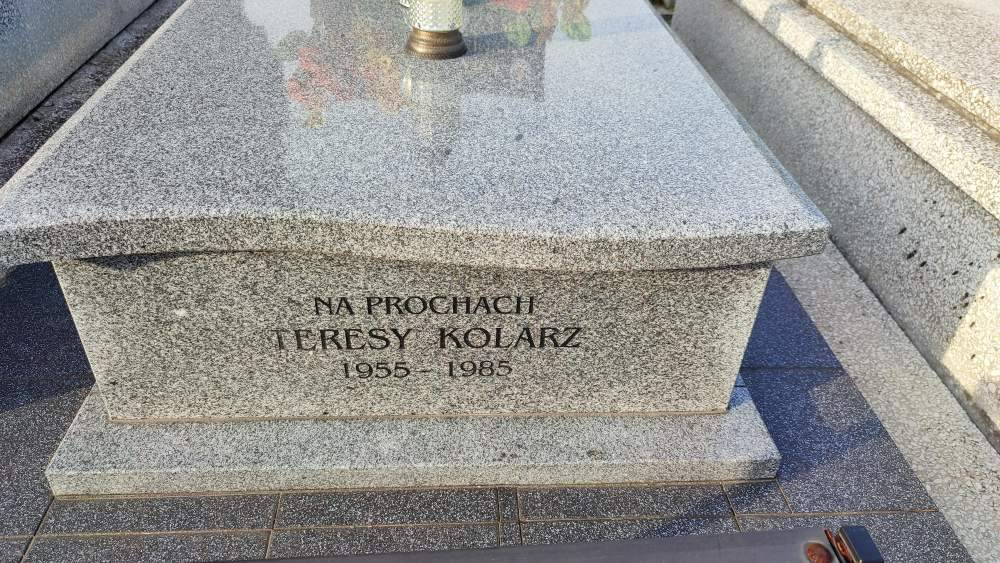 NA PROCHACH
TERESY KOLARZ
1955 - 1985